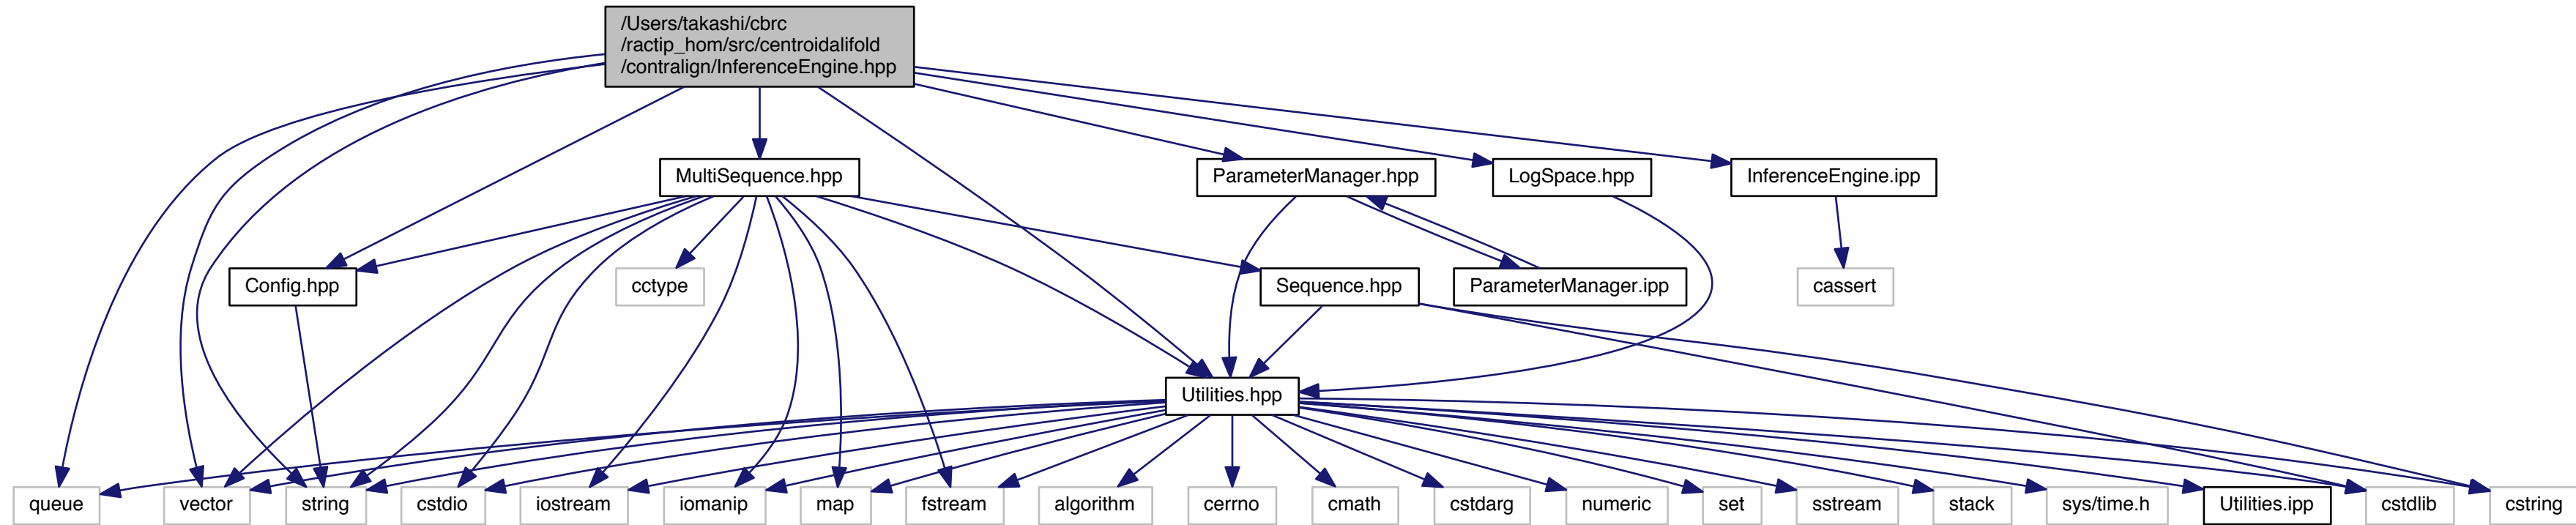 /Users/takashi/cbrc
/ractip_hom/src/centroidalifold
/contralign/InferenceEngine.hpp
MultiSequence.hpp
ParameterManager.hpp
LogSpace.hpp
InferenceEngine.ipp
Config.hpp
cctype
Sequence.hpp
ParameterManager.ipp
cassert
Utilities.hpp
queue
vector
string
cstdio
iostream
iomanip
map
fstream
algorithm
cerrno
cmath
cstdarg
numeric
set
sstream
stack
sys/time.h
Utilities.ipp
cstdlib
cstring